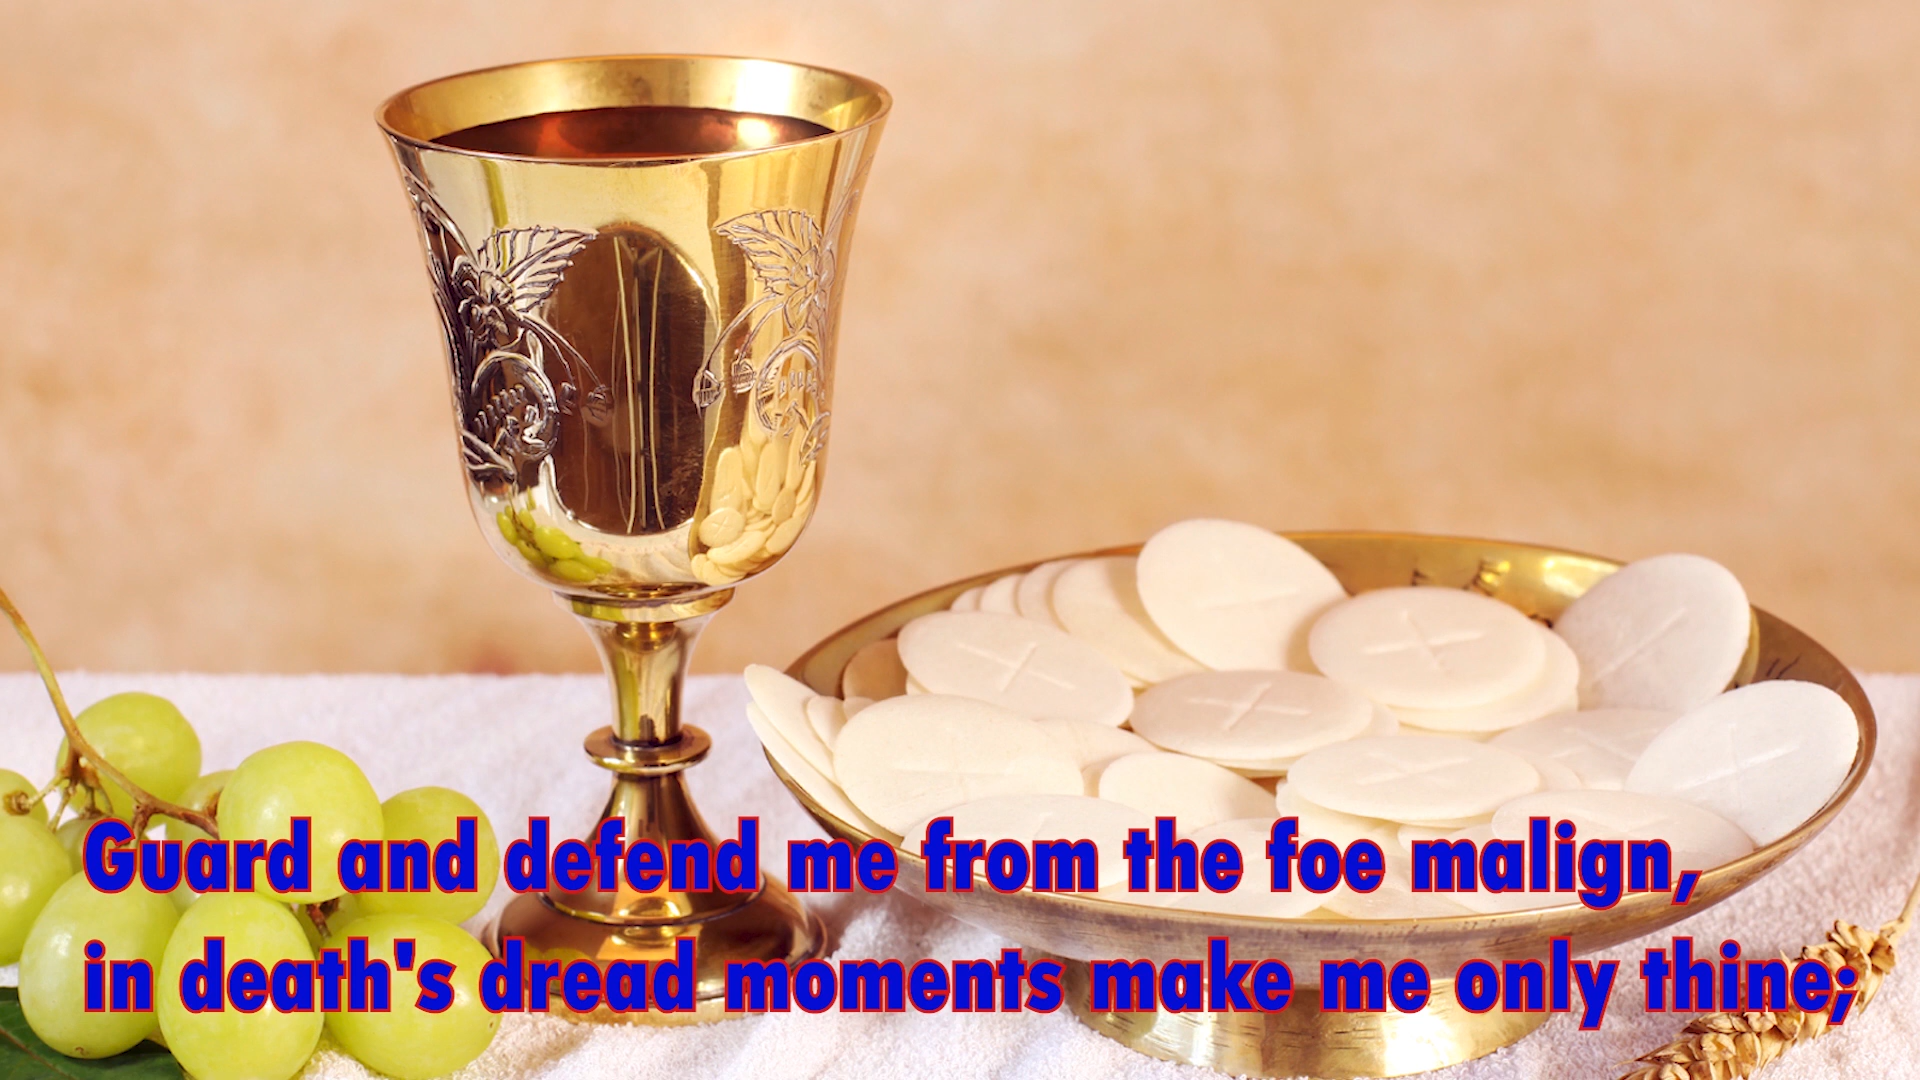 Guard and defend me from the foe malign,
in death's dread moments make me only thine;